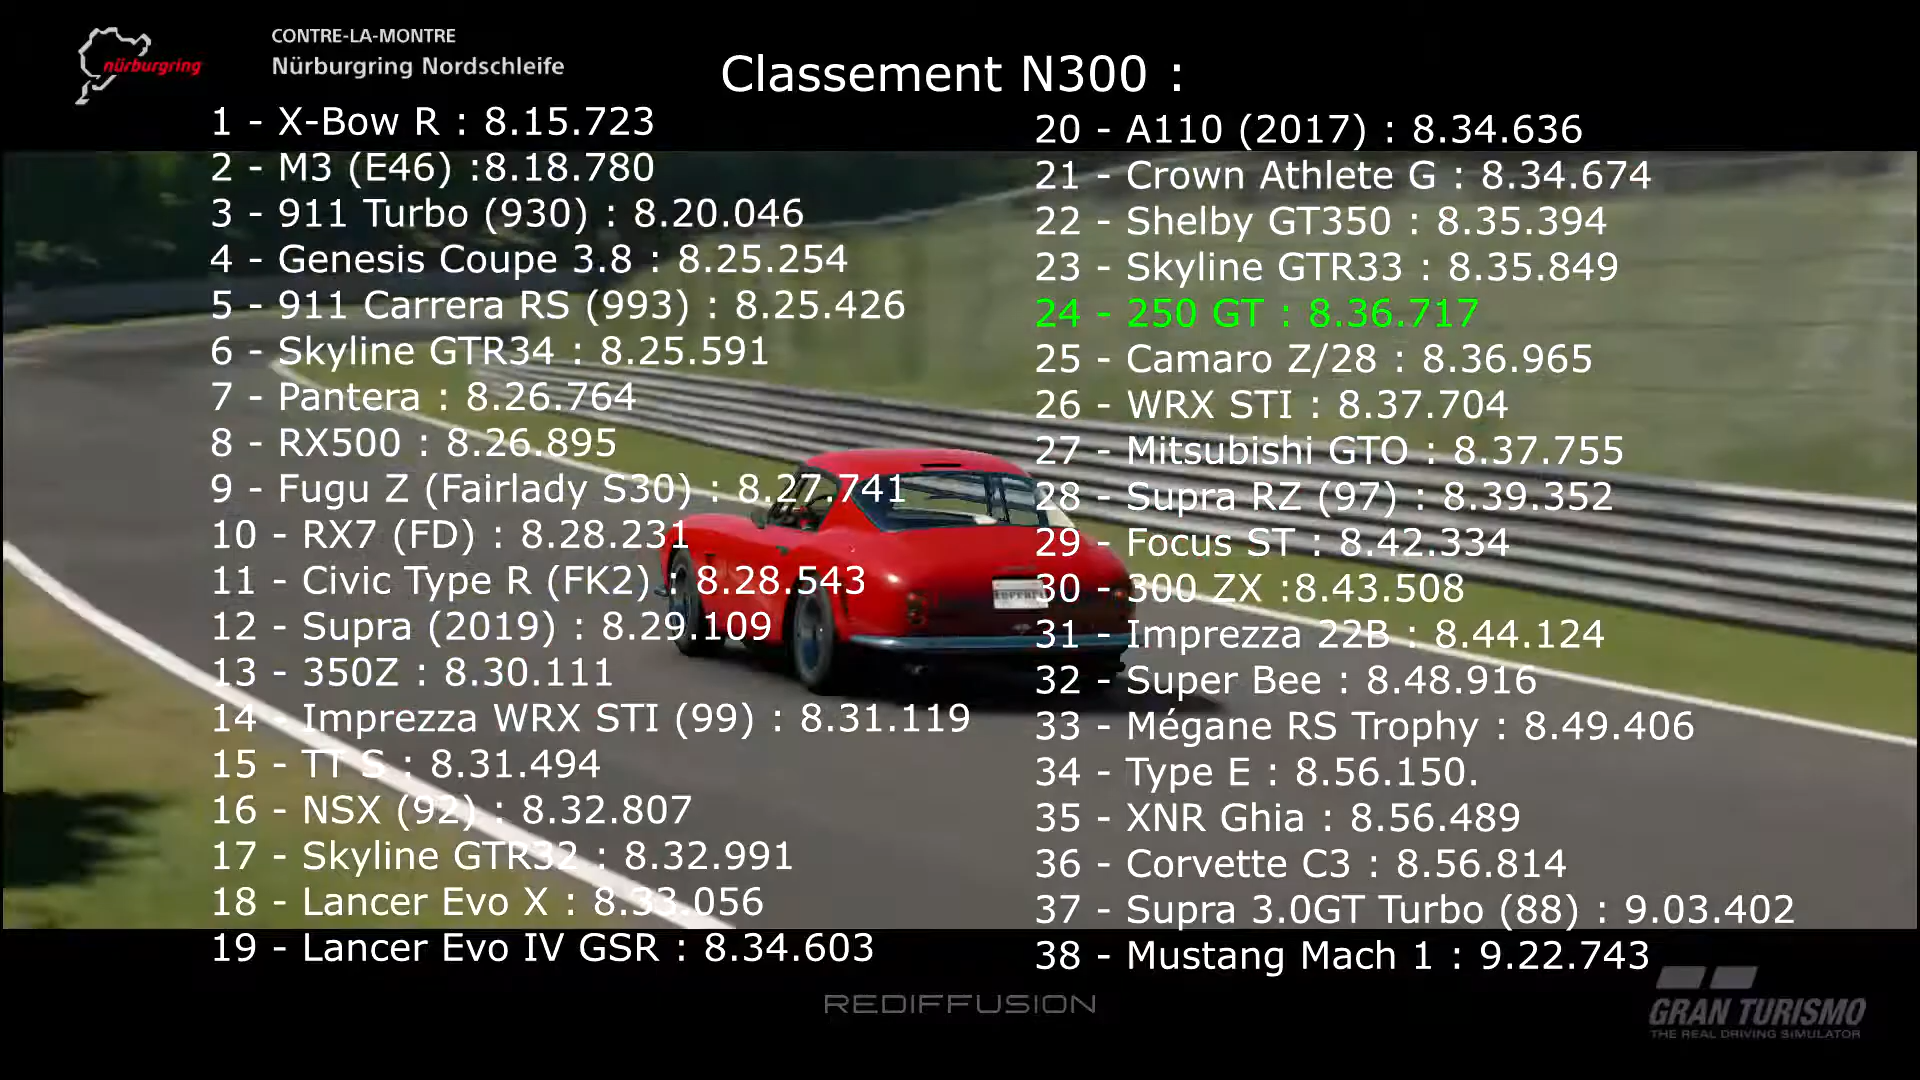 nürburgring
CONTRE-LA-MONTRE
Nürburgring Nordschleife
Classement N300 :
1 - X-Bow R : 8.15.723
2 - M3 (E46) :8.18.780
3 - 911 Turbo (930) : 8.20.046
4 - Genesis Coupe 3.8 : 8.25.254
5 - 911 Carrera RS (993) : 8.25.426
6 - Skyline GTR34 : 8.25.591
7 - Pantera : 8.26.764
8 - RX500 : 8.26.895
9 - Fugu Z (Fairlady S30) : 8.27.741
10 - RX7 (FD) : 8.28.231
11 - Civic Type R (FK2) : 8.28.543
12 - Supra (2019) : 8.29.109
13 - 350Z : 8.30.111
14 - Imprezza WRX STI (99) : 8.31.119
15 - TT S : 8.31.494
16 - NSX (92) : 8.32.807
17 - Skyline GTR32 : 8.32.991
18 - Lancer Evo X : 8.33.056
19 - Lancer Evo IV GSR : 8.34.603
20 - A110 (2017) : 8.34.636
21 - Crown Athlete G : 8.34.674
22 - Shelby GT350 : 8.35.394
23 - Skyline GTR33 : 8.35.849
24 - 250 GT : 8.36.717
25 - Camaro Z/28 : 8.36.965
26 - WRX STI : 8.37.704
27 - Mitsubishi GTO : 8.37.755
28 - Supra RZ (97) : 8.39.352
29 - Focus ST : 8.42.334
30 - 300 ZX :8.43.508
31 - Imprezza 22B : 8.44.124
32 - Super Bee : 8.48.916
33 - Mégane RS Trophy : 8.49.406
34 - Type E : 8.56.150.
35 - XNR Ghia : 8.56.489
36 - Corvette C3 : 8.56.814
37 - Supra 3.0GT Turbo (88) : 9.03.402
38 - Mustang Mach 1 : 9.22.743
REDIFFUSION
GRAN TURISMO
THE REAL DRIVING SIMULATOR